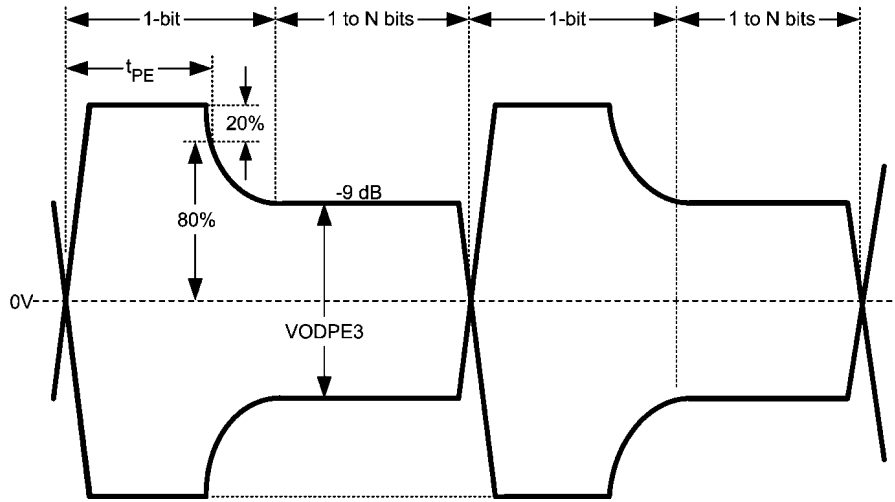 1-bit 1 to N bits 1-bit 1 to N bits
tPE
20%
-9 dB
80%
0V
VODPE3